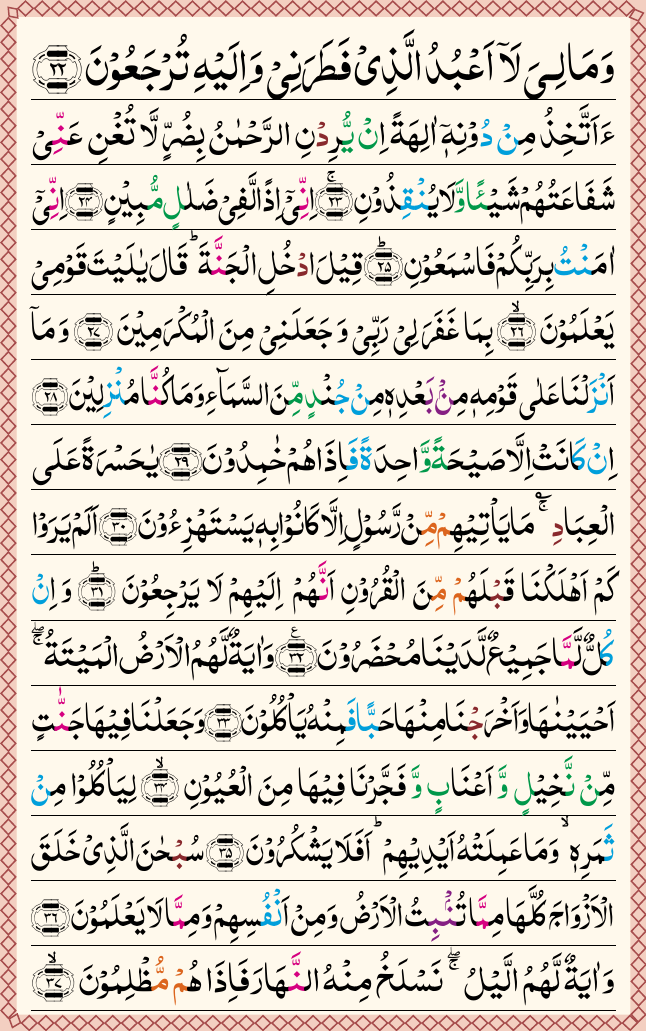 وَمَا لِیَ لَاۤ اَعْبُدُ الَّذِیْ فَطَرَنِیْ وَاِلَیْهِ تُرْجَعُوْنَ ﴿۲۲﴾
ءَاَتَّخِذُ مِنْ دُوْنِهٖۤ اٰلِهَةً اِنْ یُّرِدْنِ الرَّحْمٰنُ بِضُرٍّ لَّا تُغْنِ عَنِّیْ
شَفَاعَتُهُمْ شَیْـًٔا وَّلَا یُنْقِذُوْنِ ﴿۲۳﴾ۚ اِنِّیْۤ اِذًا لَّفِیْ ضَلٰلٍ مُّبِیْنٍ ﴿۲۴﴾ اِنِّیْۤ
اٰمَنْتُ بِرَبِّكُمْ فَاسْمَعُوْنِ ﴿۲۵﴾ؕ قِیْلَ ادْخُلِ الْجَنَّةَ ؕ قَالَ یٰلَیْتَ قَوْمِیْ
یَعْلَمُوْنَ ﴿۲۶﴾ۙ بِمَا غَفَرَ لِیْ رَبِّیْ وَ جَعَلَنِیْ مِنَ الْمُكْرَمِیْنَ ﴿۲۷﴾ وَ مَاۤ
اَنْزَلْنَا عَلٰی قَوْمِهٖ مِنْۢ بَعْدِهٖ مِنْ جُنْدٍ مِّنَ السَّمَآءِ وَمَا كُنَّا مُنْزِلِیْنَ ﴿۲۸﴾
اِنْ كَانَتْ اِلَّا صَیْحَةً وَّاحِدَةً فَاِذَا هُمْ خٰمِدُوْنَ ﴿۲۹﴾ یٰحَسْرَةً عَلَی
الْعِبَادِ ۚؔ مَا یَاْتِیْهِمْ مِّنْ رَّسُوْلٍ اِلَّا كَانُوْا بِهٖ یَسْتَهْزِءُوْنَ ﴿۳۰﴾ اَلَمْ یَرَوْا
كَمْ اَهْلَكْنَا قَبْلَهُمْ مِّنَ الْقُرُوْنِ اَنَّهُمْ اِلَیْهِمْ لَا یَرْجِعُوْنَ ﴿۳۱﴾ؕ وَ اِنْ
كُلٌّ لَّمَّا جَمِیْعٌ لَّدَیْنَا مُحْضَرُوْنَ ﴿۳۲﴾ع وَاٰیَةٌ لَّهُمُ الْاَرْضُ الْمَیْتَةُ ۚۖ
اَحْیَیْنٰهَا وَاَخْرَجْنَا مِنْهَا حَبًّا فَمِنْهُ یَاْكُلُوْنَ ﴿۳۳﴾ وَجَعَلْنَا فِیْهَا جَنّٰتٍ
مِّنْ نَّخِیْلٍ وَّ اَعْنَابٍ وَّ فَجَّرْنَا فِیْهَا مِنَ الْعُیُوْنِ ﴿۳۴﴾ۙ لِیَاْكُلُوْا مِنْ
ثَمَرِهٖ ۙ وَمَا عَمِلَتْهُ اَیْدِیْهِمْ ؕ اَفَلَا یَشْكُرُوْنَ ﴿۳۵﴾ سُبْحٰنَ الَّذِیْ خَلَقَ
الْاَزْوَاجَ كُلَّهَا مِمَّا تُنْۢبِتُ الْاَرْضُ وَمِنْ اَنْفُسِهِمْ وَمِمَّا لَا یَعْلَمُوْنَ ﴿۳۶﴾
وَاٰیَةٌ لَّهُمُ الَّیْلُ ۚۖ نَسْلَخُ مِنْهُ النَّهَارَ فَاِذَا هُمْ مُّظْلِمُوْنَ ﴿۳۷﴾ۙ